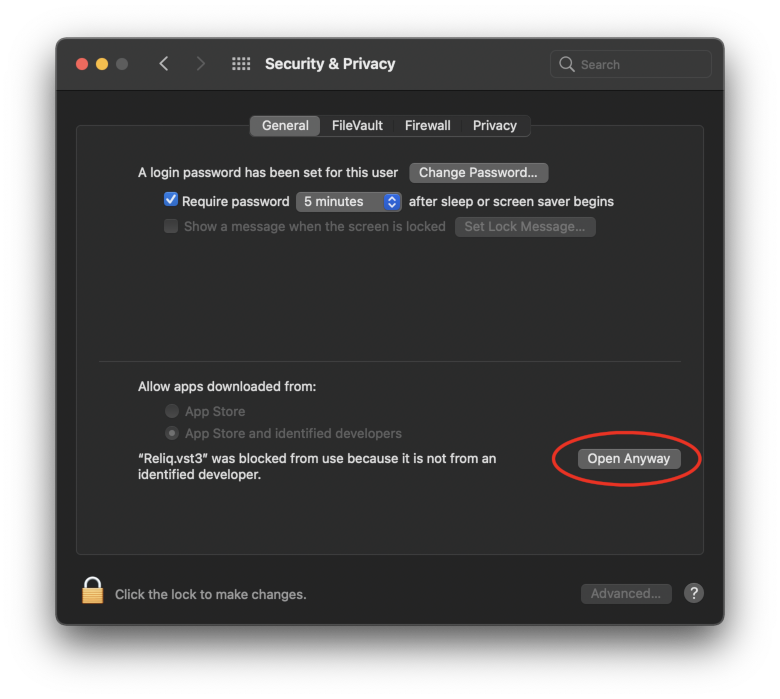 Security & Privacy
Search
General FileVault Firewall Privacy
A login password has been set for this user Change Password...
Require password 5 minutes after sleep or screen saver begins
Show a message when the screen is locked Set Lock Message...
Allow apps downloaded from:
App Store
App Store and identified developers
“Reliq.vst3” was blocked from use because it is not from an
identified developer.
Open Anyway
Click the lock to make changes.
Advanced... ?